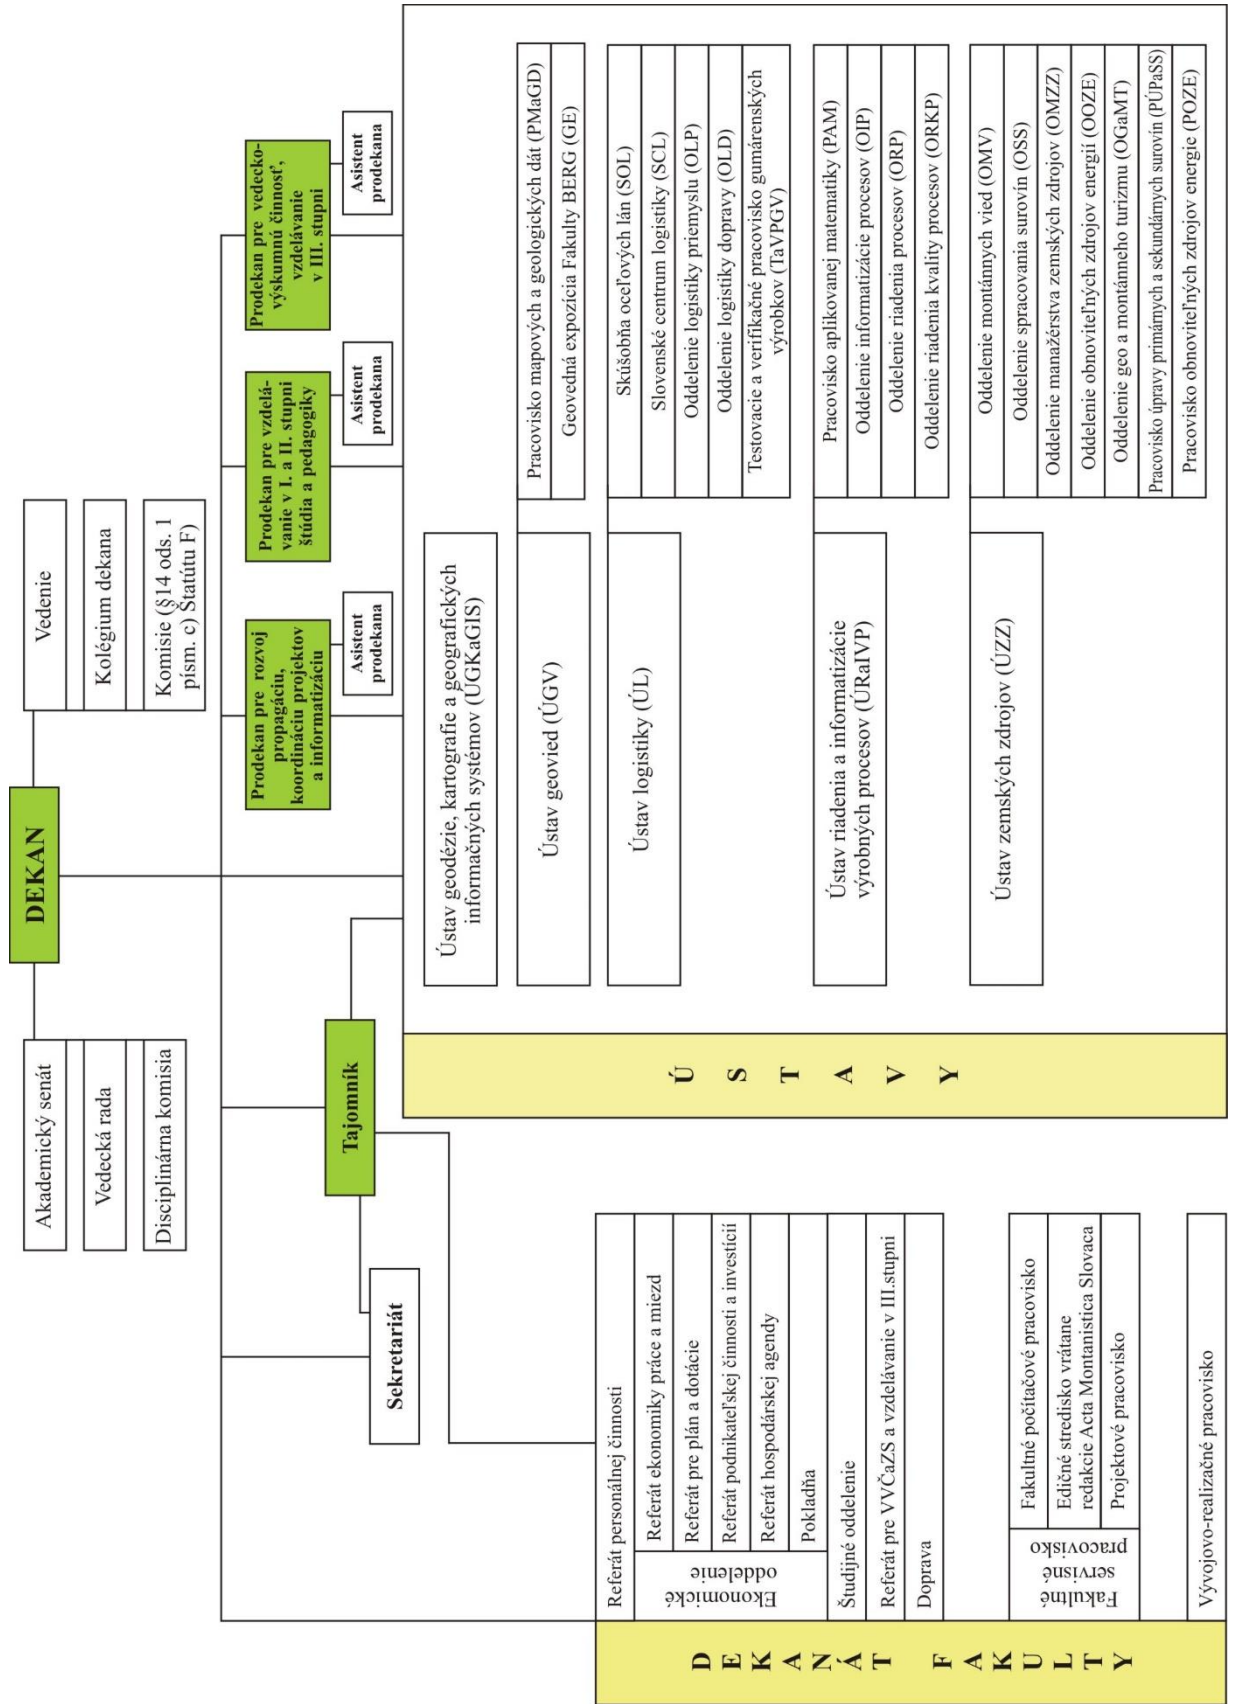 DEKAN
Akademický senát
Vedecká rada
Disciplinárna komisia
Vedenie
Kolégium dekana
Komisie (§14 ods. 1
písm. c) Štatútu F)
Prodekan pre rozvoj
propagáciu,
koordináciu projektov
a informatizáciu
Asistent
prodekana
Prodekan pre vzdelá-
vanie v I. a II. stupni
štúdia a pedagogiky
Asistent
prodekana
Prodekan pre vedecko-
výskumú činnosť,
vzdelávanie
v III. stupni
Asistent
prodekana
Tajomník
Sekretariát
DEKANÁT FAKULTY
Referát personálnej činnosti
Ekonomické
oddelenie
Referát ekonomiky práce a miezd
Referát pre plán a dotácie
Referát podnikateľskej činnosti a investícií
Referát hospodárskej agendy
Pokladňa
Študijné oddelenie
Referát pre VVČaZS a vzdelávanie v III.stupni
Doprava
Fakultné
servisné
pracovisko
Fakultné počítačové pracovisko
Edičné stredisko vrátane
redakcie Acta Montanistica Slovaca
Projektové pracovisko
Vývojovo-realizačné pracovisko
ÚSTAVY
Ústav geodézie, kartografie a geografických
informačných systémov (ÚGKaGIS)
Ústav geovied (ÚGV)
Pracovisko mapových a geologických dát (PMaGD)
Geovedná expozícia Fakulty BERG (GE)
Ústav logistiky (ÚL)
Skúšobňa oceľových lán (SOL)
Slovenské centrum logistiky (SCL)
Oddelenie logistiky priemyslu (OLP)
Oddelenie logistiky dopravy (OLD)
Testovacie a verifikačné pracovisko gumárenských
výrobkov (TaVPGV)
Ústav riadenia a informatizácie
výrobných procesov (ÚRaIVP)
Pracovisko aplikovanej matematiky (PAM)
Oddelenie informatizácie procesov (OIP)
Oddelenie riadenia procesov (ORP)
Oddelenie riadenia kvality procesov (ORKP)
Ústav zemských zdrojov (ÚZZ)
Oddelenie montánnych vied (OMV)
Oddelenie spracovania surovín (OSS)
Oddelenie manažérstva zemských zdrojov (OMZZ)
Oddelenie obnoviteľných zdrojov energií (OOZE)
Oddelenie geo a montánneho turizmu (OGaMT)
Pracovisko úpravy primárnych a sekundárnych surovín (PÚPaSS)
Pracovisko obnoviteľných zdrojov energie (POZE)